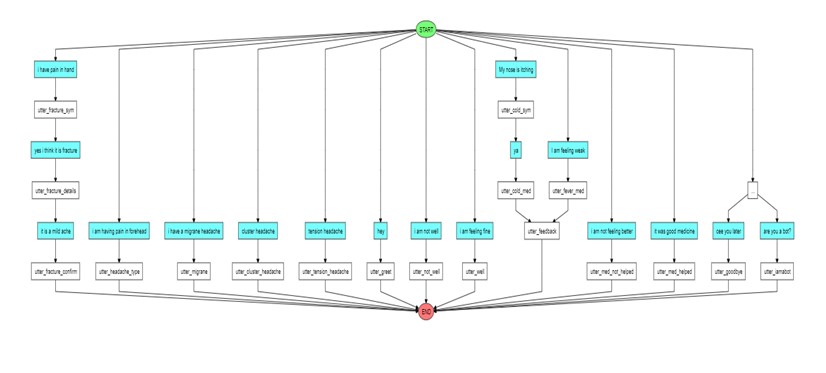 START
i have pain in hand
My nose is itching
utter_fracture_sym
utter_cold_sym
yes i think it is fracture
ya
i am feeling weak
utter_fracture_details
utter_cold_med
utter_fever_med
...
it is a mild ache
i am having pain in forehead
i have a migrane headache
cluster headache
tension headache
hey
i am not well
i am feeling fine
utter_feedback
i am not feeling better
it was good medicine
cee you later
are you a bot?
utter_fracture_confirm
utter_headache_type
utter_migrane
utter_cluster_headache
utter_tension_headache
utter_greet
utter_not_well
utter_well
utter_med_not_helped
utter_med_helped
utter_goodbye
utter_iamabot
END